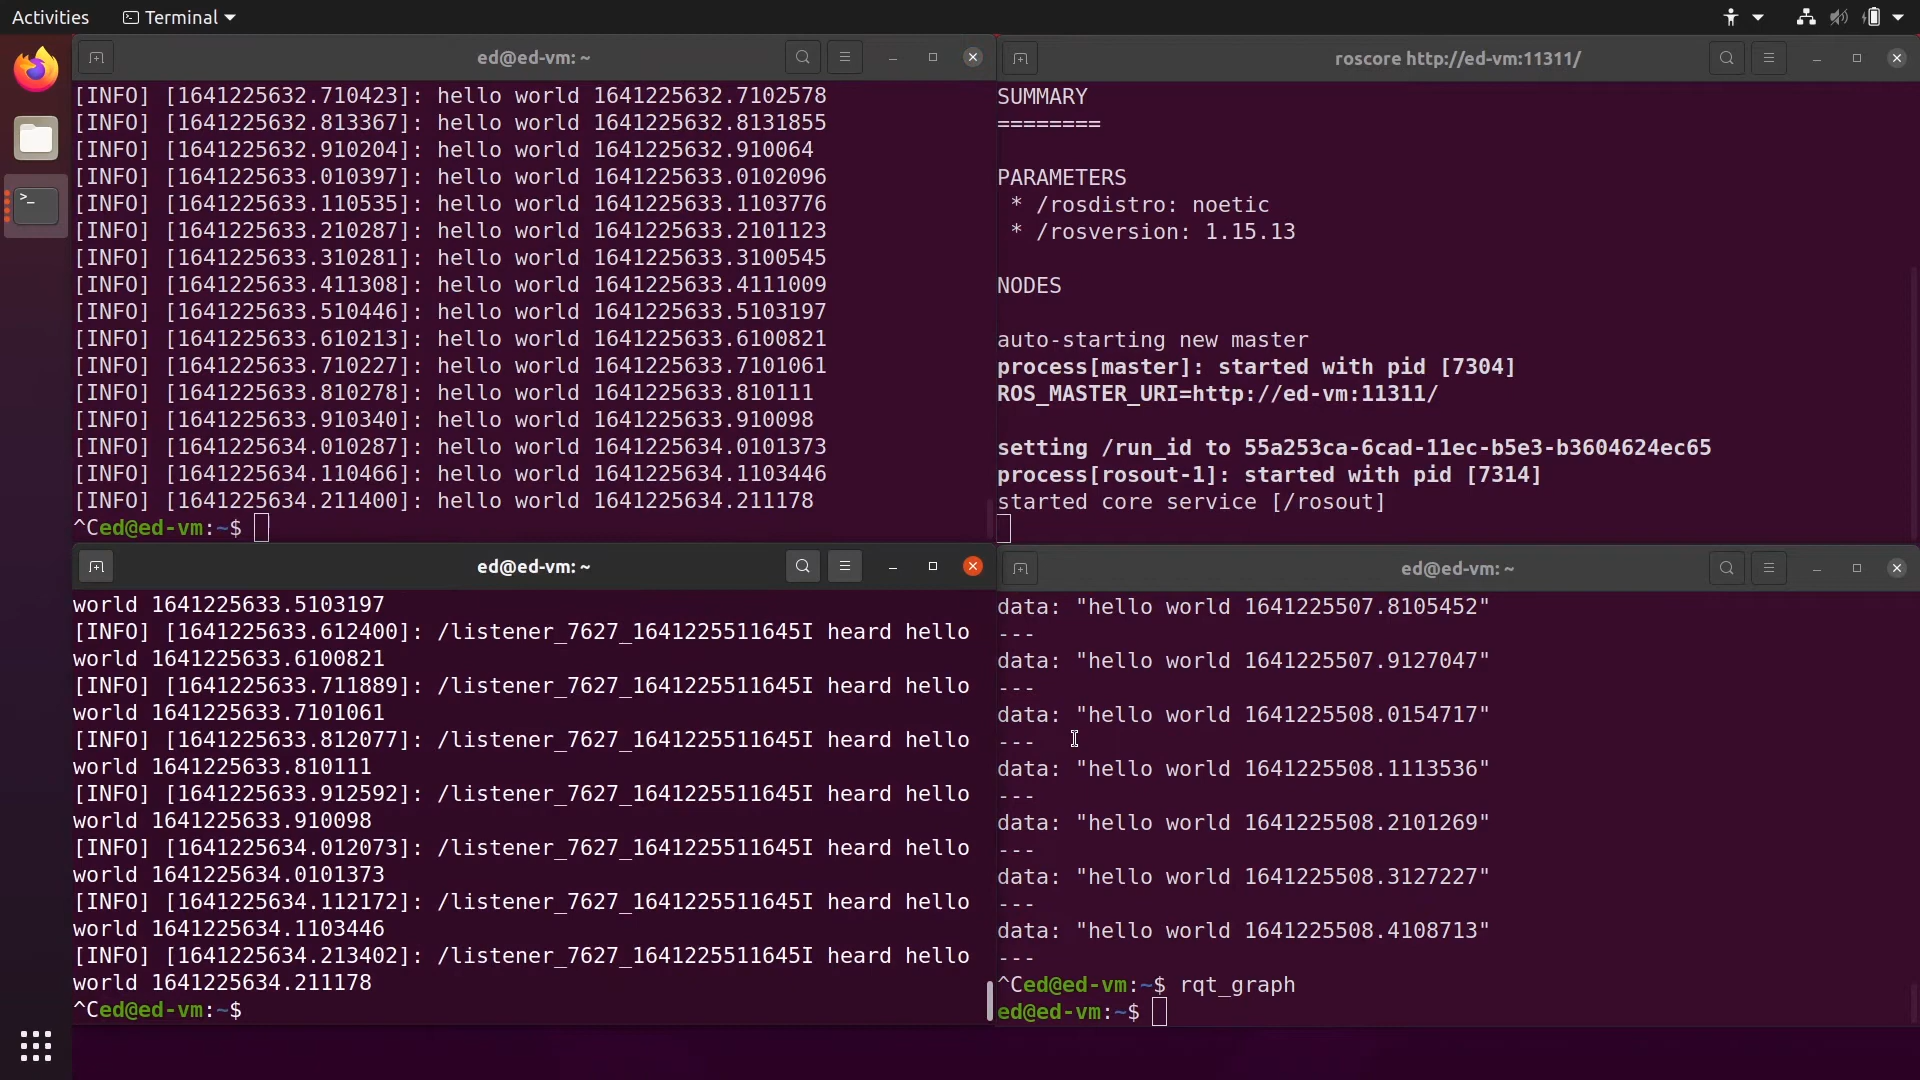 Activities
Terminal
ed@ed-vm: ~
[INFO] [1641225632.710423]: hello world 1641225632.7102578
[INFO] [1641225632.813367]: hello world 1641225632.8131855
[INFO] [1641225632.910204]: hello world 1641225632.910064
[INFO] [1641225633.010397]: hello world 1641225633.0102096
[INFO] [1641225633.110535]: hello world 1641225633.1103776
[INFO] [1641225633.210287]: hello world 1641225633.2101123
[INFO] [1641225633.310281]: hello world 1641225633.3100545
[INFO] [1641225633.411308]: hello world 1641225633.4111009
[INFO] [1641225633.510446]: hello world 1641225633.5103197
[INFO] [1641225633.610213]: hello world 1641225633.6100821
[INFO] [1641225633.710227]: hello world 1641225633.7101061
[INFO] [1641225633.810278]: hello world 1641225633.810111
[INFO] [1641225633.910340]: hello world 1641225633.910098
[INFO] [1641225634.010287]: hello world 1641225634.0101373
[INFO] [1641225634.110466]: hello world 1641225634.1103446
[INFO] [1641225634.211400]: hello world 1641225634.211178
^Ced@ed-vm:~$
roscore http://ed-vm:11311/
SUMMARY
========
PARAMETERS
* /rosdistro: noetic
* /rosversion: 1.15.13
NODES
auto-starting new master
process[master]: started with pid [7304]
ROS_MASTER_URI=http://ed-vm:11311/
setting /run_id to 55a253ca-6cad-11ec-b5e3-b3604624ec65
process[rosout-1]: started with pid [7314]
started core service [/rosout]
ed@ed-vm: ~
world 1641225633.5103197
[INFO] [1641225633.612400]: /listener_7627_1641225511645I heard hello
world 1641225633.6100821
[INFO] [1641225633.711889]: /listener_7627_1641225511645I heard hello
world 1641225633.7101061
[INFO] [1641225633.812077]: /listener_7627_1641225511645I heard hello
world 1641225633.810111
[INFO] [1641225633.912592]: /listener_7627_1641225511645I heard hello
world 1641225633.910098
[INFO] [1641225634.012073]: /listener_7627_1641225511645I heard hello
world 1641225634.0101373
[INFO] [1641225634.112172]: /listener_7627_1641225511645I heard hello
world 1641225634.1103446
[INFO] [1641225634.213402]: /listener_7627_1641225511645I heard hello
world 1641225634.211178
^Ced@ed-vm:~$
ed@ed-vm: ~
data: "hello world 1641225507.8105452"
---
data: "hello world 1641225507.9127047"
---
data: "hello world 1641225508.0154717"
---
data: "hello world 1641225508.1113536"
---
data: "hello world 1641225508.2101269"
---
data: "hello world 1641225508.3127227"
---
data: "hello world 1641225508.4108713"
---
^Ced@ed-vm:~$ rqt_graph
ed@ed-vm:~$